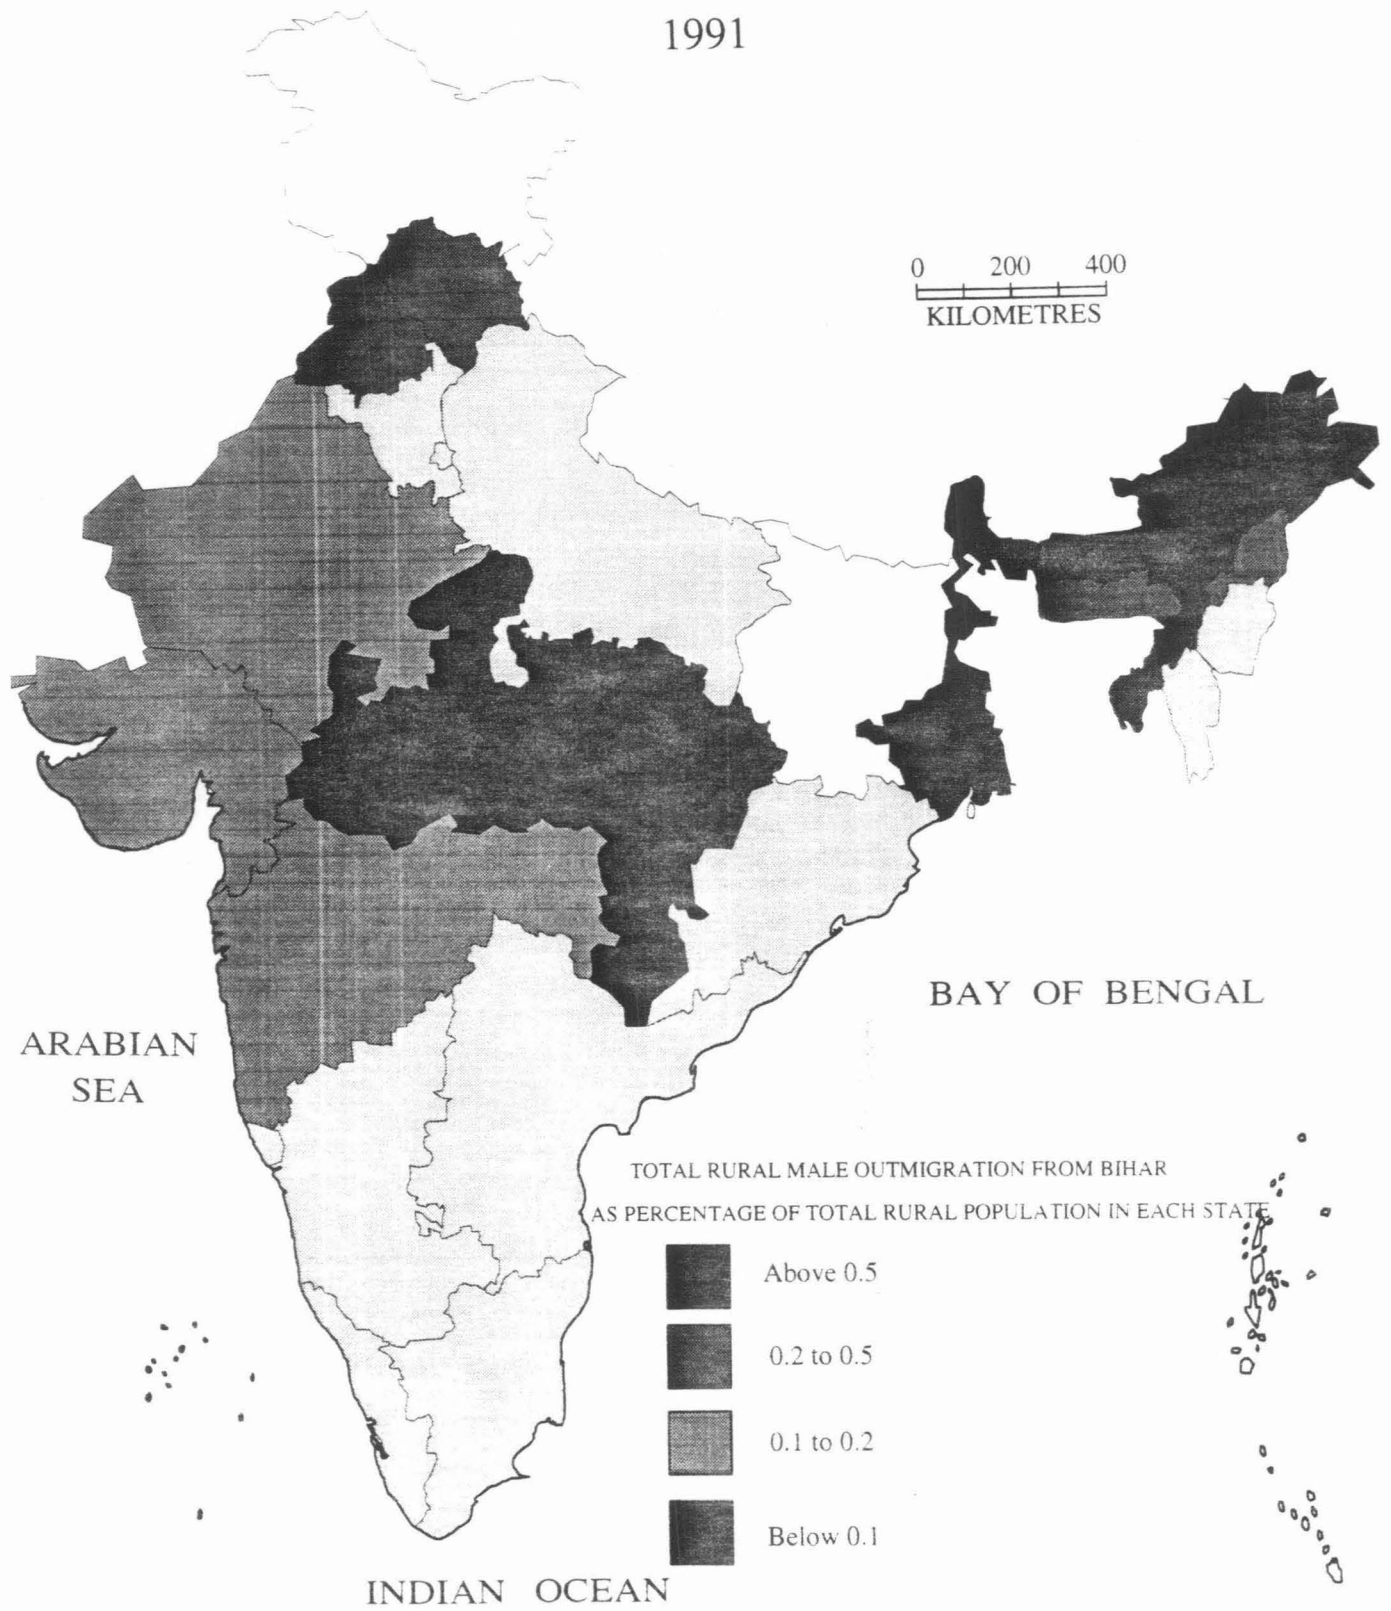 1991
0 200 400
KILOMETRES
BAY OF BENGAL
ARABIAN
SEA
TOTAL RURAL MALE OUTMIGRATION FROM BIHAR
AS PERCENTAGE OF TOTAL RURAL POPULATION IN EACH STATE
Above 0.5
0.2 to 0.5
0.1 to 0.2
Below 0.1
INDIAN OCEAN